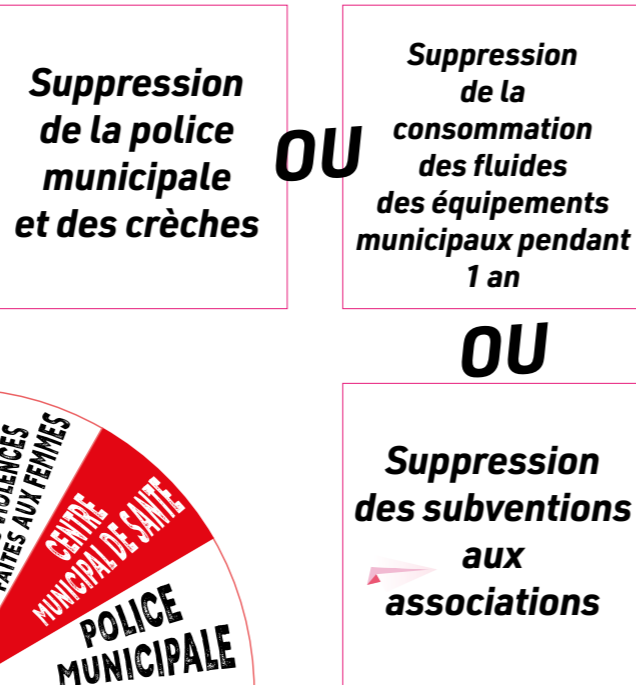 Suppression
de la police
municipale
et des crèches
OU
Suppression
de la
consommation
des fluides
des équipements
municipaux pendant
1 an
OU
Suppression
des subventions
aux
associations
VIOLENCES
FAITES AUX FEMMES
CENTRE
MUNICIPAL DE SANTE
POLICE
MUNICIPALE